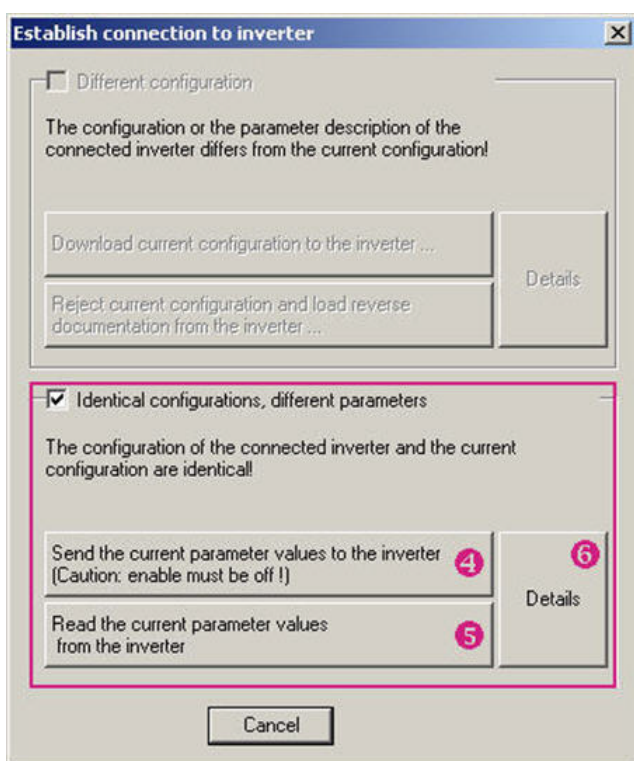 Establish connection to inverter
Different configuration
The configuration or the parameter description of the
connected inverter differs from the current configuration!
Download current configuration to the inverter ...
Details
Reject current configuration and load reverse
documentation from the inverter ...
Identical configurations, different parameters
The configuration of the connected inverter and the current
configuration are identical!
Send the current parameter values to the inverter
(Caution: enable must be off !)
4
6
Details
Read the current parameter values
from the inverter
5
Cancel